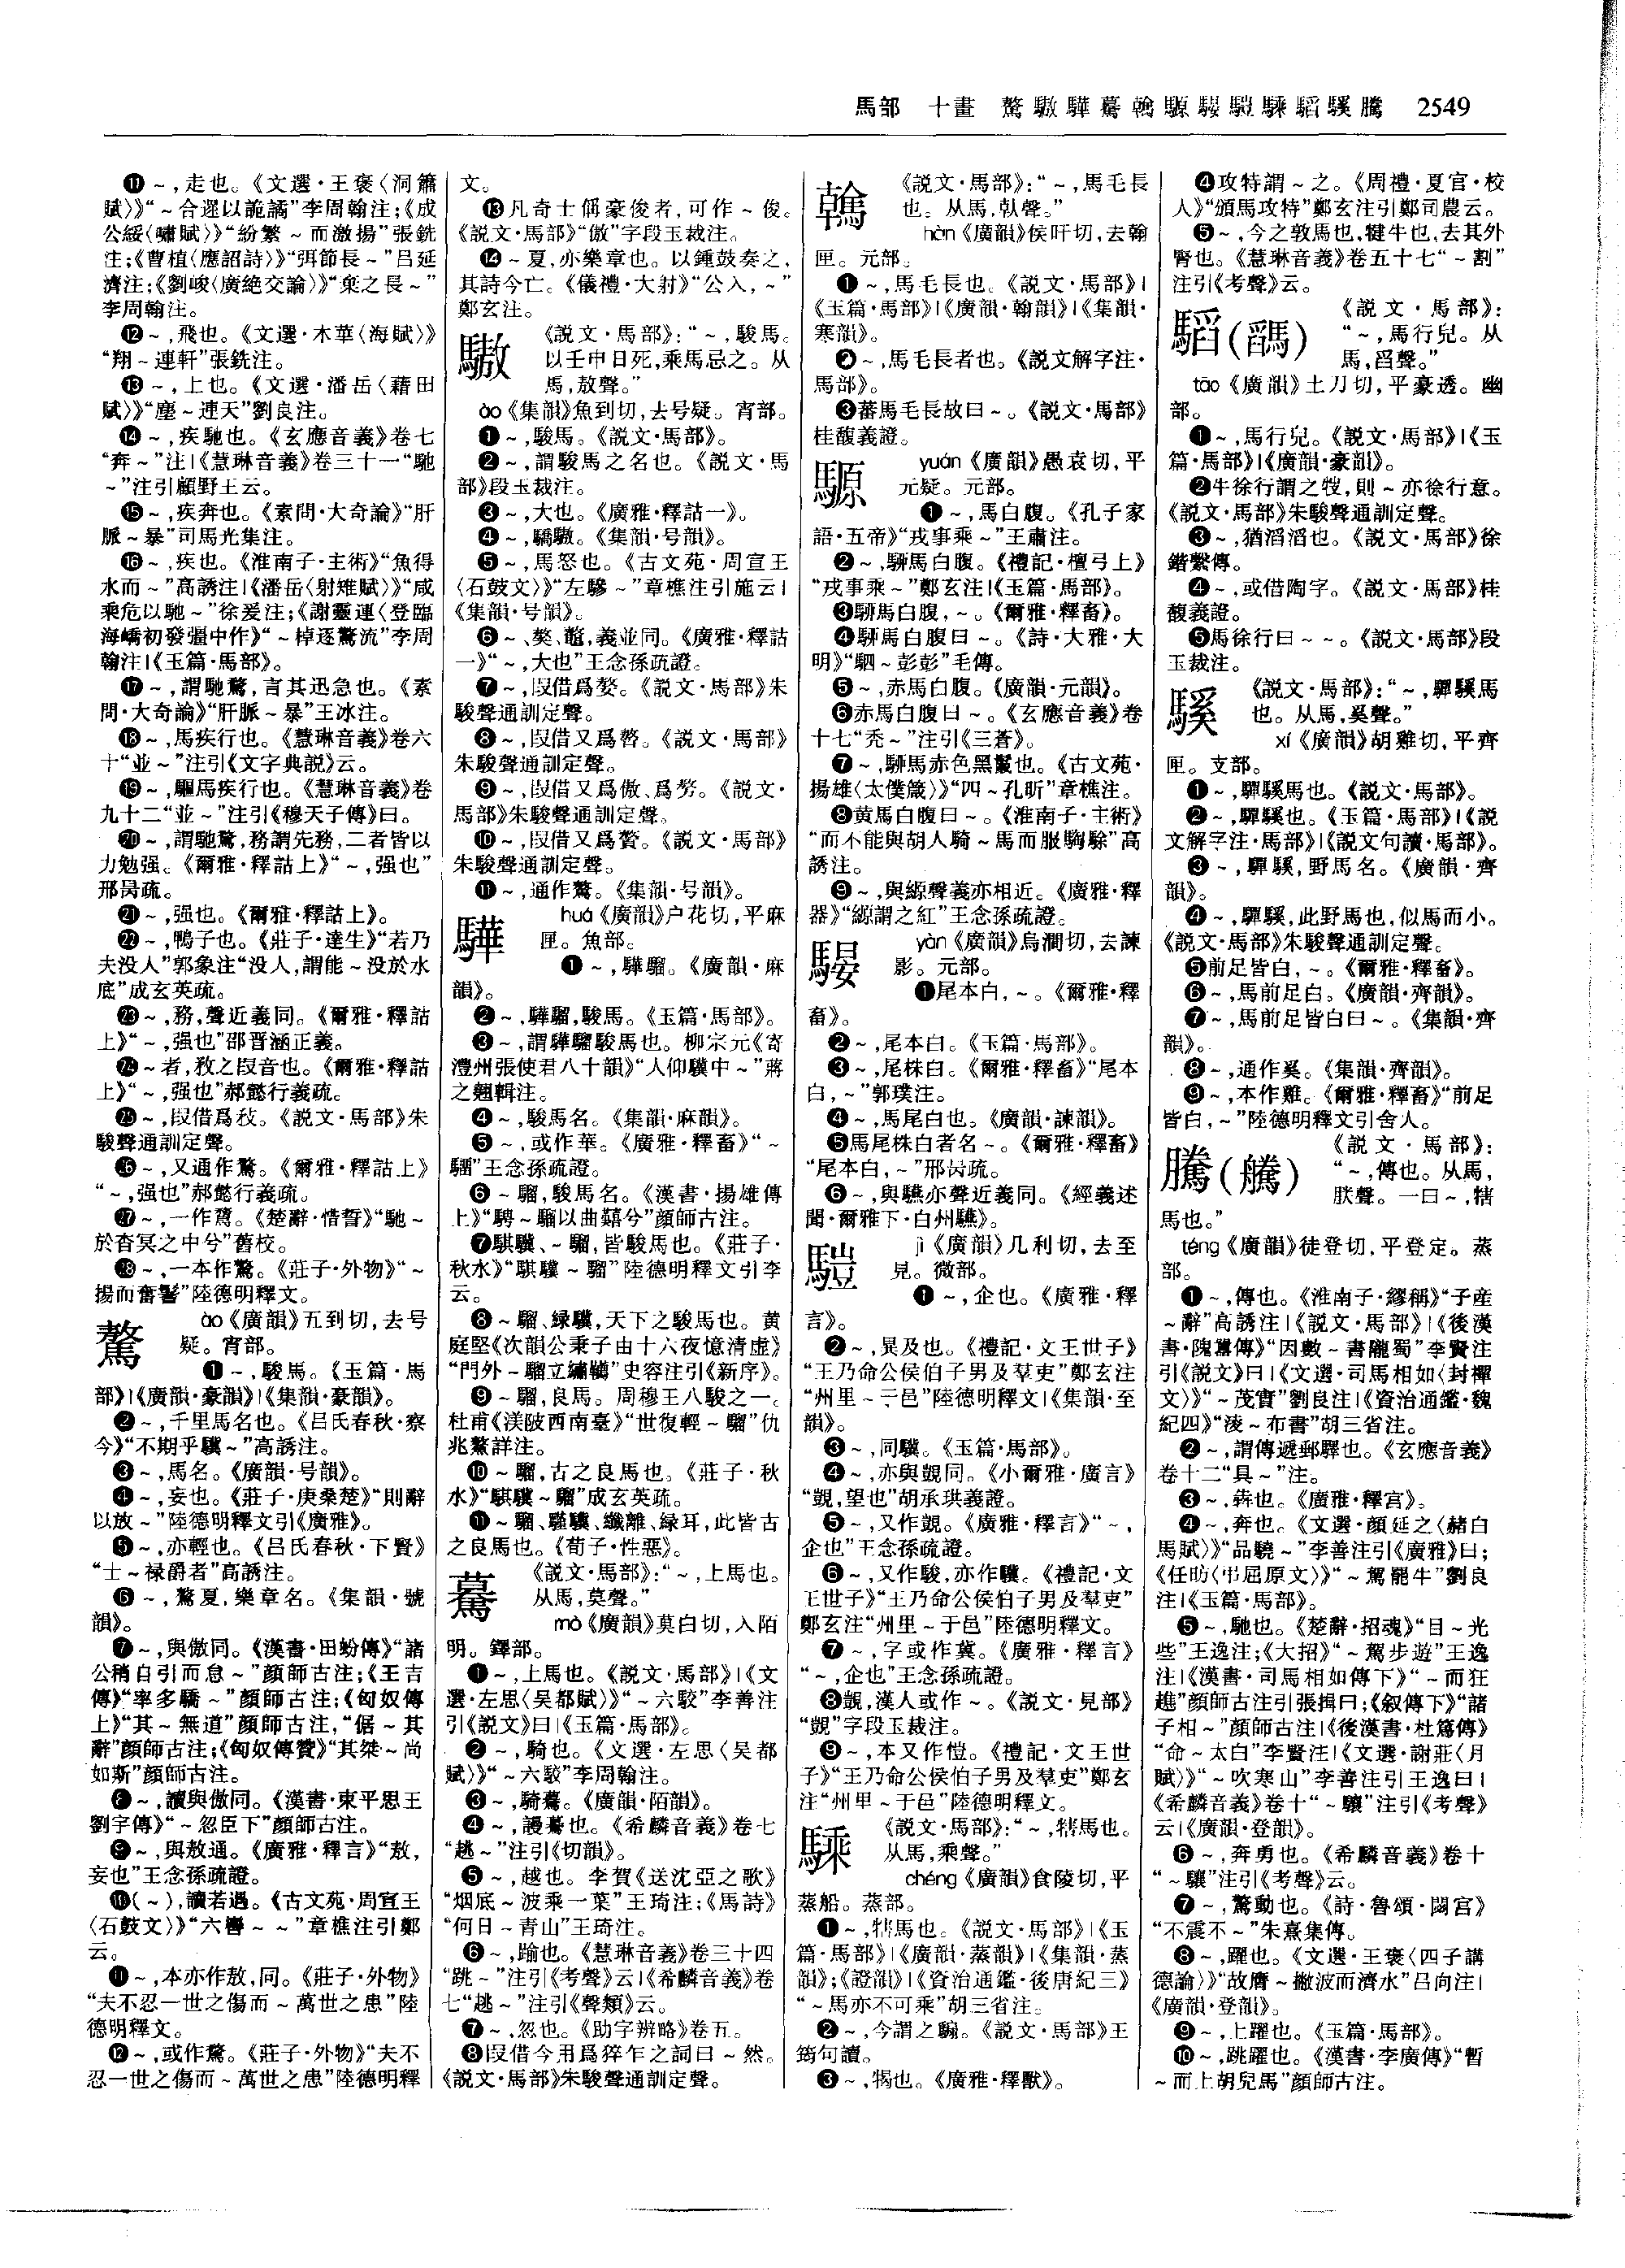 馬部　十畫　驁驐驊驀騲騵騴騎騬騊騱騰　2549
⓫～,走也。《文選·王褒〈洞簫
賦〉》“～合遝以詭譎”李周翰注;《成
公綏〈嘯賦〉》“紛繁～而激揚”張銑
注;《曹植〈應詔詩〉》“弭節長～”吕延
濟注;《劉峻〈廣絶交論〉》“棄之長～”
李周翰注。
⓬～,飛也。《文選·木華〈海賦〉》
“翔～連軒”張銑注。
⓭～,上也。《文選·潘岳〈藉田
賦〉》“塵～連天”劉良注。
⓮～,疾馳也。《玄應音義》卷七
“奔～”注|《慧琳音義》卷三十一“馳
～”注引顧野王云。
⓯～,疾奔也。《素問·大奇論》“肝
脈～暴”司馬光集注。
⓰～,疾也。《淮南子·主術》“魚得
水而～”高誘注|《潘岳〈射雉賦〉》“咸
乘危以馳～”徐爰注;《謝靈運〈登臨
海嶠初發彊中作》“～棹逐驚流”李周
翰注|《玉篇·馬部》。
⓱～,謂馳騖,言其迅急也。《素
問·大奇論》“肝脈～暴”王冰注。
⓲～,馬疾行也。《慧琳音義》卷六
十“並～”注引《文字典説》云。
⓳～,驅馬疾行也。《慧琳音義》卷
九十二“並～”注引《穆天子傳》曰。
⓴～,謂馳騖,務謂先務,二者皆以
力勉强。《爾雅·釋詁上》“～,强也”
邢昺疏。
㉑～,强也。《爾雅·釋詁上》。
㉒～,鴨子也。《莊子·達生》“若乃
夫没人”郭象注“没人,謂能～没於水
底”成玄英疏。
㉓～,務,聲近義同。《爾雅·釋詁
上》“～,强也”邵晋涵正義。
㉔～者,敄之叚音也。《爾雅·釋詁
上》“～,强也”郝懿行義疏。
㉕～,叚借爲敄。《説文·馬部》朱
駿聲通訓定聲。
㉖～,又通作鶩。《爾雅·釋詁上》
“～,强也”郝懿行義疏。
㉗～,一作鶩。《楚辭·惜誓》“馳～
於杳冥之中兮”舊校。
㉘～,一本作驚。《莊子·外物》“～
揚而奮鬐”陸德明釋文。
驁 ào《廣韻》五到切,去号
疑。宵部。
❶～,駿馬。《玉篇·馬
部》|《廣韻·豪韻》|《集韻·豪韻》。
❷～,千里馬名也。《吕氏春秋·察
今》“不期乎驥～”高誘注。
❸～,馬名。《廣韻·号韻》。
❹～,妄也。《莊子·庚桑楚》“則辭
以放～”陸德明釋文引《廣雅》。
❺～,亦輕也。《吕氏春秋·下賢》
“士～禄爵者”高誘注。
❻～,驁夏,樂章名。《集韻·號
韻》。
❼～,與傲同。《漢書·田蚡傳》“諸
公稍自引而怠～”顔師古注;《王吉
傳》“率多驕～”顔師古注;《匈奴傳
上》“其～無道”顔師古注,“倨～其
辭”顔師古注;《匈奴傳贊》“其桀～尚
如斯”顔師古注。
❽～,讀與傲同。《漢書·東平思王
劉宇傳》“～忽臣下”顔師古注。
❾～,與敖通。《廣雅·釋言》“敖,
妄也”王念孫疏證。
❿(～),讀若遇。《古文苑·周宣王
〈石鼓文〉》“六轡～～”章樵注引鄭
云。
⓫～,本亦作敖,同。《莊子·外物》
“夫不忍一世之傷而～萬世之患”陸
德明釋文。
⓬～,或作驚。《莊子·外物》“夫不
忍一世之傷而～萬世之患”陸德明釋
文。
⓭凡奇士偁豪俊者,可作～俊。
《説文·馬部》“傲”字段玉裁注。
⓮～夏,亦樂章也。以鍾鼓奏之,
其詩今亡。《儀禮·大射》“公入,～”
鄭玄注。
驐 《説文·馬部》:“～,駿馬。
以壬申日死,乘馬忌之。从
馬,敖聲。”
ào《集韻》魚到切,去号疑。宵部。
❶～,駿馬。《説文·馬部》。
❷～,謂駿馬之名也。《説文·馬
部》段玉裁注。
❸～,大也。《廣雅·釋詁一》。
❹～,驕驐。《集韻·号韻》。
❺～,馬怒也。《古文苑·周宣王
〈石鼓文〉》“左驂～”章樵注引施云|
《集韻·号韻》。
❻～、奘、䪞,義並同。《廣雅·釋詁
一》“～,大也”王念孫疏證。
❼～,叚借爲嫯。《説文·馬部》朱
駿聲通訓定聲。
❽～,叚借又爲謷。《説文·馬部》
朱駿聲通訓定聲。
❾～,叚借又爲傲、爲勞。《説文·
馬部》朱駿聲通訓定聲。
❿～,叚借又爲贅。《説文·馬部》
朱駿聲通訓定聲。
⓫～,通作驁。《集韻·号韻》。
驊 huá《廣韻》户花切,平麻
匣。魚部。
❶～,驊騮。《廣韻·麻
韻》。
❷～,驊騮,駿馬。《玉篇·馬部》。
❸～,謂驊騮駿馬也。柳宗元《寄
澧州張使君八十韻》“人仰驥中～”蔣
之翹輯注。
❹～,駿馬名。《集韻·麻韻》。
❺～,或作華。《廣雅·釋畜》“～
騮”王念孫疏證。
❻～騮,駿馬名。《漢書·揚雄傳
上》“騁～騮以曲囏兮”顔師古注。
❼騏驥、～騮,皆駿馬也。《莊子·
秋水》“騏驥～騮”陸德明釋文引李
云。
❽～騮、緑驥,天下之駿馬也。黄
庭堅《次韻公秉子由十六夜憶清虚》
“門外～騮立繡韉”史容注引《新序》。
❾～騮,良馬。周穆王八駿之一。
杜甫《渼陂西南臺》“世復輕～騮”仇
兆鰲詳注。
❿～騮,古之良馬也。《莊子·秋
水》“騏驥～騮”成玄英疏。
⓫～騮、騹驥、纖離、緑耳,此皆古
之良馬也。《荀子·性惡》。
驀 《説文·馬部》:“～,上馬也。
从馬,莫聲。”
mò《廣韻》莫白切,入陌
明。鐸部。
❶～,上馬也。《説文·馬部》|《文
選·左思〈吴都賦〉》“～六駮”李善注
引《説文》曰|《玉篇·馬部》。
❷～,騎也。《文選·左思〈吴都
賦〉》“～六駮”李周翰注。
❸～,騎驀。《廣韻·陌韻》。
❹～,謾驀也。《希麟音義》卷七
“趒～”注引《切韻》。
❺～,越也。李賀《送沈亞之歌》
“烟底～波乘一葉”王琦注;《馬詩》
“何日～青山”王琦注。
❻～,踰也。《慧琳音義》卷三十四
“跳～”注引《考聲》云|《希麟音義》卷
七“趒～”注引《聲類》云。
❼～,忽也。《助字辨略》卷五。
❽叚借今用爲猝乍之詞曰～然。
《説文·馬部》朱駿聲通訓定聲。
《説文·馬部》:“～,馬毛長
也。从馬,倝聲。”
hàn《廣韻》侯旰切,去翰
匣。元部。
❶～,馬毛長也。《説文·馬部》|
《玉篇·馬部》|《廣韻·翰韻》|《集韻·
寒韻》。
❷～,馬毛長者也。《説文解字注·
馬部》。
❸蕃馬毛長故曰～。《説文·馬部》
桂馥義證。
騵 yuán《廣韻》愚袁切,平
元疑。元部。
❶～,馬白腹。《孔子家
語·五帝》“戎事乘～”王肅注。
❷～,騂馬白腹。《禮記·檀弓上》
“戎事乘～”鄭玄注|《玉篇·馬部》。
❸騂馬白腹,～。《爾雅·釋畜》。
❹騂馬白腹曰～。《詩·大雅·大
明》“駟～彭彭”毛傳。
❺～,赤馬白腹。《廣韻·元韻》。
❻赤馬白腹曰～。《玄應音義》卷
十七“秃～”注引《三蒼》。
❼～,騂馬赤色黑鬣也。《古文苑·
揚雄〈太僕箴〉》“四～孔昕”章樵注。
❽黄馬白腹曰～。《淮南子·主術》
“而不能與胡人騎～馬而服騊駼”高
誘注。
❾～,與縓聲義亦相近。《廣雅·釋
器》“縓謂之紅”王念孫疏證。
騴 yàn《廣韻》烏澗切,去諫
影。元部。
❶尾本白,～。《爾雅·釋
畜》。
❷～,尾本白。《玉篇·馬部》。
❸～,尾株白。《爾雅·釋畜》“尾本
白,～”郭璞注。
❹～,馬尾白也。《廣韻·諫韻》。
❺馬尾株白者名～。《爾雅·釋畜》
“尾本白,～”邢昺疏。
❻～,與驠亦聲近義同。《經義述
聞·爾雅下·白州驠》。
jì《廣韻》几利切,去至
見。微部。
❶～,企也。《廣雅·釋
言》。
❷～,㫷及也。《禮記·文王世子》
“王乃命公侯伯子男及羣吏”鄭玄注
“州里～于邑”陸德明釋文|《集韻·至
韻》。
❸～,同驥。《玉篇·馬部》。
❹～,亦與覬同。《小爾雅·廣言》
“覬,望也”胡承珙義證。
❺～,又作覬。《廣雅·釋言》“～,
企也”王念孫疏證。
❻～,又作駿,亦作驥。《禮記·文
王世子》“王乃命公侯伯子男及羣吏”
鄭玄注“州里～于邑”陸德明釋文。
❼～,字或作冀。《廣雅·釋言》
“～,企也”王念孫疏證。
❽覬,漢人或作～。《説文·見部》
“覬”字段玉裁注。
❾～,本又作愷。《禮記·文王世
子》“王乃命公侯伯子男及羣吏”鄭玄
注“州里～于邑”陸德明釋文。
騬 《説文·馬部》:“～,犗馬也。
从馬,乘聲。”
chéng《廣韻》食陵切,平
蒸船。蒸部。
❶～,犗馬也。《説文·馬部》|《玉
篇·馬部》|《廣韻·蒸韻》|《集韻·蒸
韻》;《證韻》|《資治通鑑·後唐紀三》
“～馬亦不可乘”胡三省注。
❷～,今謂之騸。《説文·馬部》王
筠句讀。
❸～,犗也。《廣雅·釋獸》。
❹攻特謂～之。《周禮·夏官·校
人》“頒馬攻特”鄭玄注引鄭司農云。
❺～,今之敦馬也,犍牛也,去其外
腎也。《慧琳音義》卷五十七“～割”
注引《考聲》云。
《説文·馬部》:
“～,馬行皃。从
馬,舀聲。”
tāo《廣韻》土刀切,平豪透。幽
部。
❶～,馬行皃。《説文·馬部》|《玉
篇·馬部》|《廣韻·豪韻》。
❷牛徐行謂之牧,則～亦徐行意。
《説文·馬部》朱駿聲通訓定聲。
❸～,猶滔滔也。《説文·馬部》徐
鍇繫傳。
❹～,或借陶字。《説文·馬部》桂
馥義證。
❺馬徐行曰～～。《説文·馬部》段
玉裁注。
騱 《説文·馬部》:“～,驒騱馬
也。从馬,奚聲。”
xí《廣韻》胡雞切,平齊
匣。支部。
❶～,驒騱馬也。《説文·馬部》。
❷～,驒騱也。《玉篇·馬部》|《説
文解字注·馬部》|《説文句讀·馬部》。
❸～,驒騱,野馬名。《廣韻·齊
韻》。
❹～,驒騱,此野馬也,似馬而小。
《説文·馬部》朱駿聲通訓定聲。
❺前足皆白,～。《爾雅·釋畜》。
❻～,馬前足白。《廣韻·齊韻》。
❼～,馬前足皆白曰～。《集韻·齊
韻》。
❽～,通作奚。《集韻·齊韻》。
❾～,本作雞。《爾雅·釋畜》“前足
皆白,～”陸德明釋文引舍人。
騰(䲢) 《説文·馬部》:
“～,傳也。从馬,
朕聲。一曰～,犗
馬也。”
téng《廣韻》徒登切,平登定。蒸
部。
❶～,傳也。《淮南子·繆稱》“子産
～辭”高誘注|《説文·馬部》|《後漢
書·隗囂傳》“因數～書隴蜀”李賢注
引《説文》曰|《文選·司馬相如〈封禪
文〉》“～茂實”劉良注|《資治通鑑·魏
紀四》“淩～布書”胡三省注。
❷～,謂傳遞郵驛也。《玄應音義》
卷十二“具～”注。
❸～,犇也。《廣雅·釋宫》。
❹～,奔也。《文選·顔延之〈赭白
馬賦〉》“品驍～”李善注引《廣雅》曰;
《任昉〈弔屈原文〉》“～駕罷牛”劉良
注|《玉篇·馬部》。
❺～,馳也。《楚辭·招魂》“目～光
些”王逸注;《大招》“～駕步遊”王逸
注|《漢書·司馬相如傳下》“～而狂
趡”顔師古注引張揖曰;《叙傳下》“諸
子相～”顔師古注|《後漢書·杜篤傳》
“命～太白”李賢注|《文選·謝莊〈月
賦〉》“～吹寒山”李善注引王逸曰|
《希麟音義》卷十“～驤”注引《考聲》
云|《廣韻·登韻》。
❻～,奔勇也。《希麟音義》卷十
“～驤”注引《考聲》云。
❼～,驚動也。《詩·魯頌·閟宫》
“不震不～”朱熹集傳。
❽～,躍也。《文選·王褒〈四子講
德論〉》“故膺～撇波而濟水”吕向注|
《廣韻·登韻》。
❾～,上躍也。《玉篇·馬部》。
❿～,跳躍也。《漢書·李廣傳》“暫
～而上胡兒馬”顔師古注。